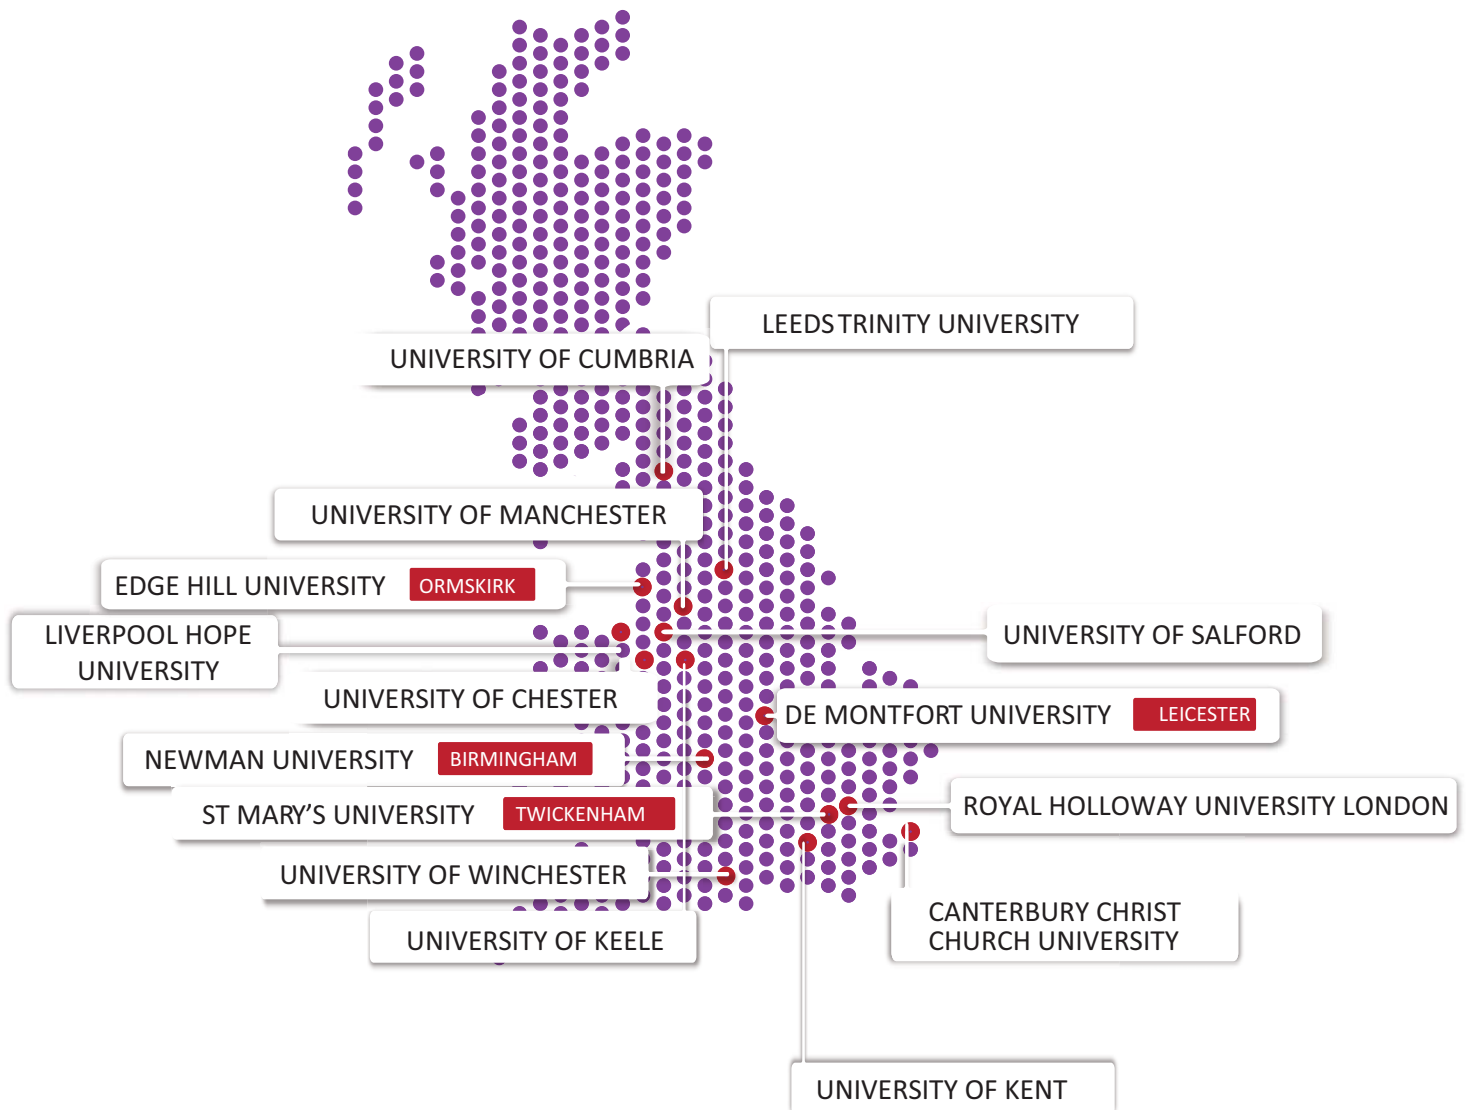 LEEDS TRINITY UNIVERSITY
UNIVERSITY OF CUMBRIA
UNIVERSITY OF MANCHESTER
EDGE HILL UNIVERSITY ORMSKIRK
LIVERPOOL HOPE
UNIVERSITY
UNIVERSITY OF SALFORD
UNIVERSITY OF CHESTER
DE MONTFORT UNIVERSITY LEICESTER
NEWMAN UNIVERSITY BIRMINGHAM
ST MARY’S UNIVERSITY TWICKENHAM
ROYAL HOLLOWAY UNIVERSITY LONDON
UNIVERSITY OF WINCHESTER
CANTERBURY CHRIST
CHURCH UNIVERSITY
UNIVERSITY OF KEELE
UNIVERSITY OF KENT